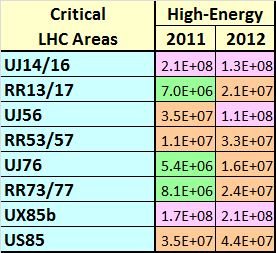 Critical High-Energy
LHC Areas 2011 2012
UJ14/16 2.1E+08 1.3E+08
RR13/17 7.0E+06 2.1E+07
UJ56 3.5E+07 1.1E+08
RR53/57 1.1E+07 3.3E+07
UJ76 5.4E+06 1.6E+07
RR73/77 8.1E+06 2.4E+07
UX85b 1.7E+08 2.1E+08
US85 3.5E+07 4.4E+07